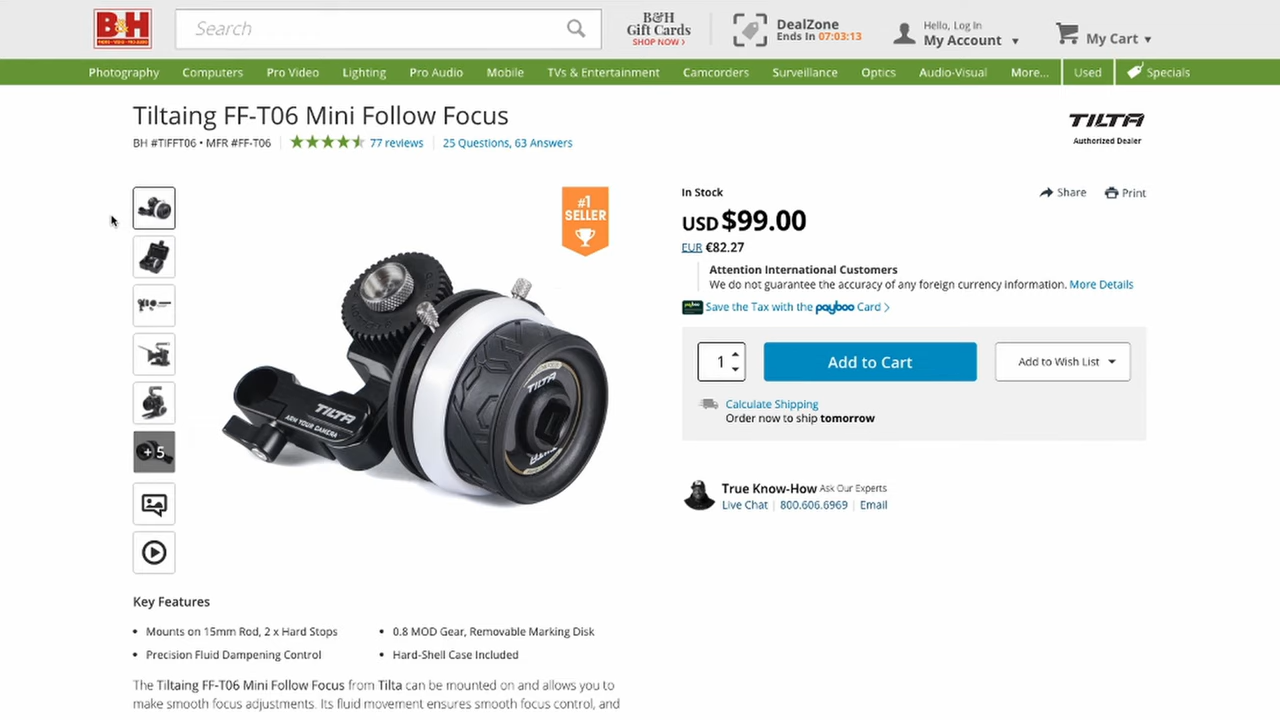 B&H
PHOTO - VIDEO - PRO AUDIO
Search
B&H
Gift Cards
SHOP NOW ›
DealZone
Ends In 07:03:13
Hello, Log In
My Account
My Cart
Photography
Computers
Pro Video
Lighting
Pro Audio
Mobile
TVs & Entertainment
Camcorders
Surveillance
Optics
Audio-Visual
More...
Used
Specials
Tiltaing FF-T06 Mini Follow Focus
BH #TIFFT06 • MFR #FF-T06
77 reviews
25 Questions, 63 Answers
TILTA
Authorized Dealer
+ 5
#1
SELLER
TILTA
ARM YOUR CAMERA
TILTA
In Stock
Share
Print
USD $99.00
EUR €82.27
Attention International Customers
We do not guarantee the accuracy of any foreign currency information. More Details
Save the Tax with the payboo Card ›
1
Add to Cart
Add to Wish List
Calculate Shipping
Order now to ship tomorrow
True Know-How Ask Our Experts
Live Chat | 800.606.6969 | Email
Key Features
• Mounts on 15mm Rod, 2 x Hard Stops
• 0.8 MOD Gear, Removable Marking Disk
• Precision Fluid Dampening Control
• Hard-Shell Case Included
The Tiltaing FF-T06 Mini Follow Focus from Tilta can be mounted on and allows you to
make smooth focus adjustments. Its fluid movement ensures smooth focus control, and